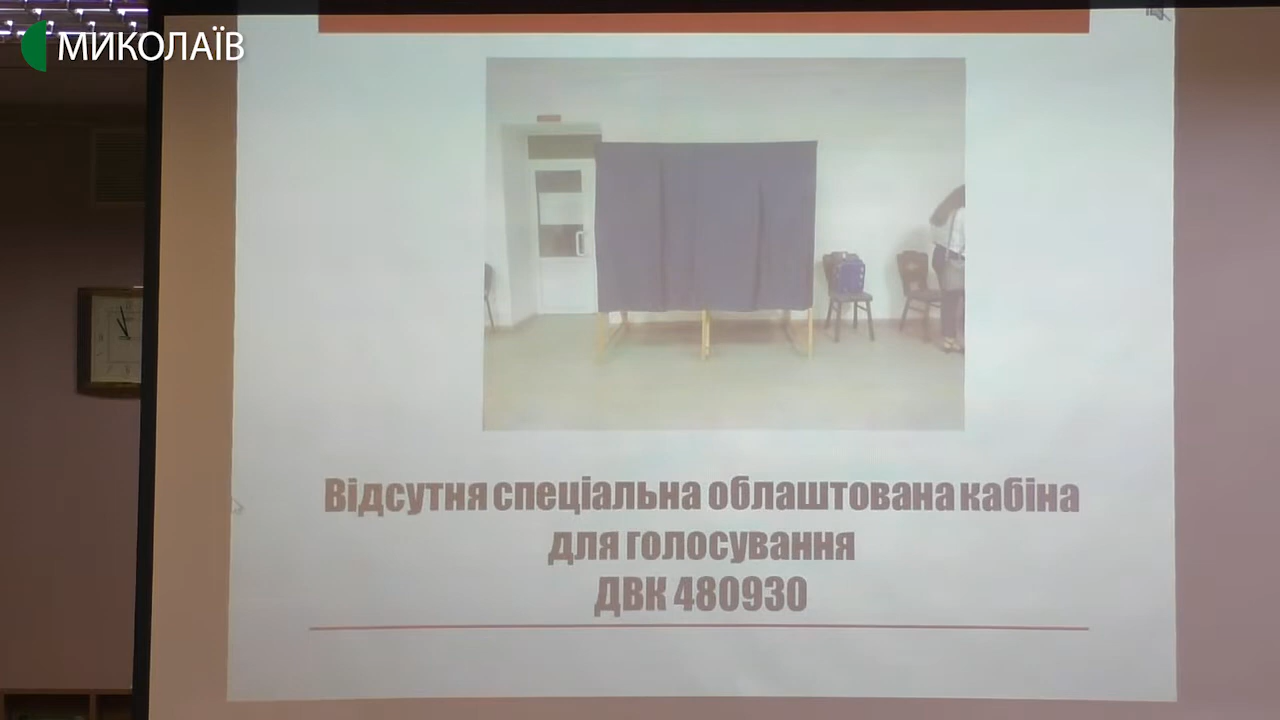 МИКОЛАЇВ
Відсутня спеціальна облаштована кабіна
для голосування
ДВК 480930